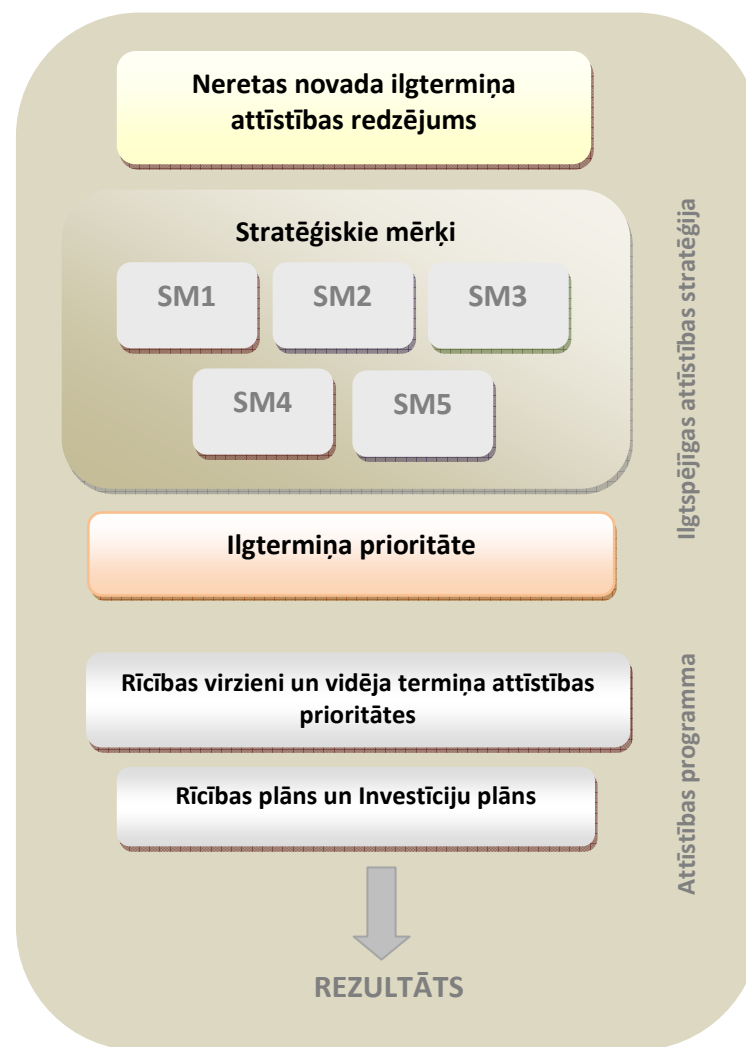 Neretas novada ilgtermiņa
attīstības redzējums
Stratēģiskie mērķi
SM1
SM2
SM3
SM4
SM5
Ilgtermiņa prioritāte
Ilgtspējīgas attīstības stratēģija
Rīcības virzieni un vidēja termiņa attīstības
prioritātes
Rīcības plāns un Investīciju plāns
Attīstības programma
REZULTĀTS